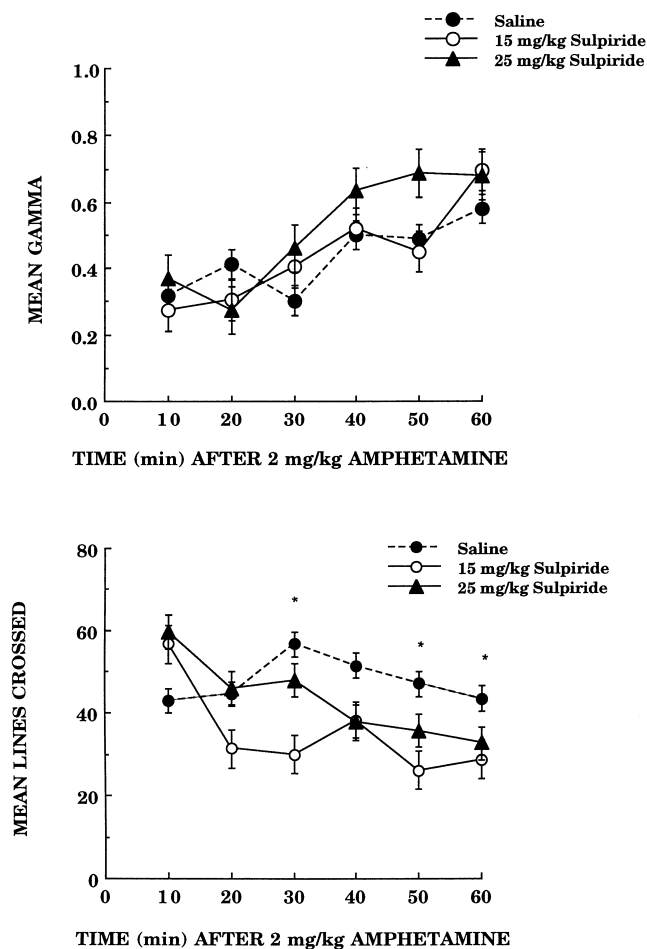 Saline
15 mg/kg Sulpiride
25 mg/kg Sulpiride
1.0
0.8
0.6
0.4
0.2
0.0
MEAN GAMMA
0 10 20 30 40 50 60
TIME (min) AFTER 2 mg/kg AMPHETAMINE
Saline
15 mg/kg Sulpiride
25 mg/kg Sulpiride
80
60
40
20
0
MEAN LINES CROSSED
*
*
*
0 10 20 30 40 50 60
TIME (min) AFTER 2 mg/kg AMPHETAMINE